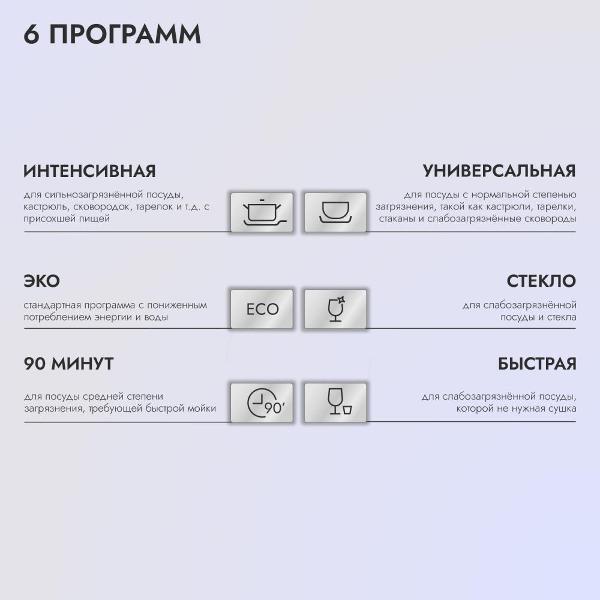 6 ПРОГРАММ
ИНТЕНСИВНАЯ
для сильнозагрязнённой посуды,
кастрюль, сковородок, тарелок и т.д. с
присохшей пищей
УНИВЕРСАЛЬНАЯ
для посуды с нормальной степенью
загрязнения, такой как кастрюли, тарелки,
стаканы и слабозагрязнённые сковороды
ЭКО
стандартная программа с пониженным
потреблением энергии и воды
ECO
СТЕКЛО
для слабозагрязнённой
посуды и стекла
90 МИНУТ
для посуды средней степени
загрязнения, требующей быстрой мойки
90'
БЫСТРАЯ
для слабозагрязнённой посуды,
которой не нужная сушка